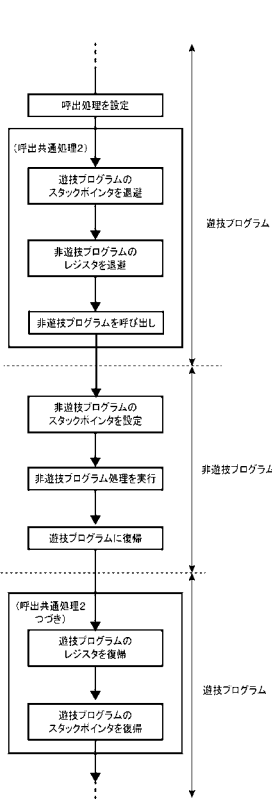 呼出処理を設定
(呼出共通処理2)
遊技プログラムの
スタックポインタを退避
非遊技プログラムの
レジスタを退避
非遊技プログラムを呼び出し
遊技プログラム
非遊技プログラムの
スタックポインタを設定
非遊技プログラム処理を実行
遊技プログラムに復帰
非遊技プログラム
(呼出共通処理2
つづき)
遊技プログラムの
レジスタを復帰
遊技プログラムの
スタックポインタを復帰
遊技プログラム